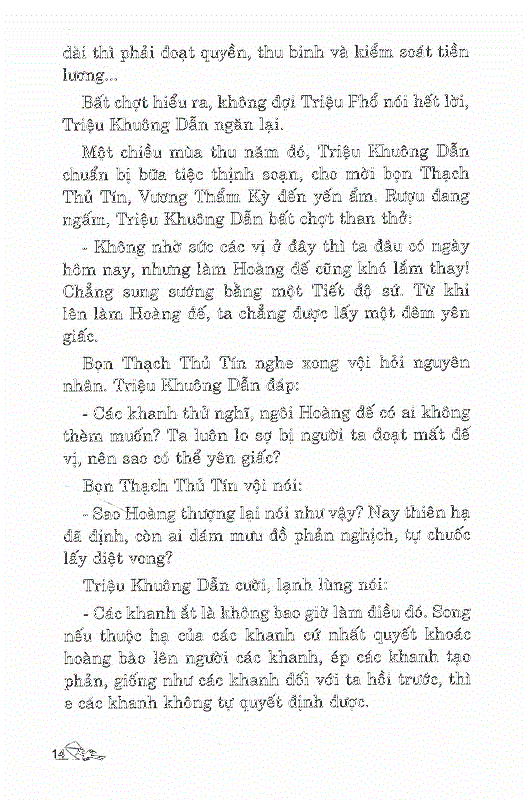 dài thì phải đoạt quyền, thu binh và kiểm soát tiền
lương...
Bất chợt hiểu ra, không đợi Triệu Phổ nói hết lời,
Triệu Khuông Dẫn ngăn lại.
Một chiều mùa thu năm đó, Triệu Khuông Dẫn
chuẩn bị bữa tiệc thịnh soạn, cho mời bọn Thạch
Thủ Tín, Vương Thẩm Kỳ đến yến ẩm. Rượu đang
ngấm, Triệu Khuông Dẫn bất chợt than thở:
- Không nhờ sức các vị ở đây thì ta đâu có ngày
hôm nay, nhưng làm Hoàng đế cũng khó lắm thay!
Chẳng sung sướng bằng một Tiết độ sứ. Từ khi
lên làm Hoàng đế, ta chẳng được lấy một đêm yên
giấc.
Bọn Thạch Thủ Tín nghe xong vội hỏi nguyên
nhân. Triệu Khuông Dẫn đáp:
- Các khanh thử nghĩ, ngôi Hoàng đế có ai không
thèm muốn? Ta luôn lo sợ bị người ta đoạt mất đế
vị, nên sao có thể yên giấc?
Bọn Thạch Thủ Tín vội nói:
- Sao Hoàng thượng lại nói như vậy? Nay thiên hạ
đã định, còn ai dám mưu đồ phản nghịch, tự chuốc
lấy diệt vong?
Triệu Khuông Dẫn cười, lạnh lùng nói:
- Các khanh ắt là không bao giờ làm điều đó. Song
nếu thuộc hạ của các khanh cứ nhất quyết khoác
hoàng bào lên người các khanh, ép các khanh tạo
phản, giống như các khanh đối với ta hồi trước, thì
e các khanh không tự quyết định được.
14